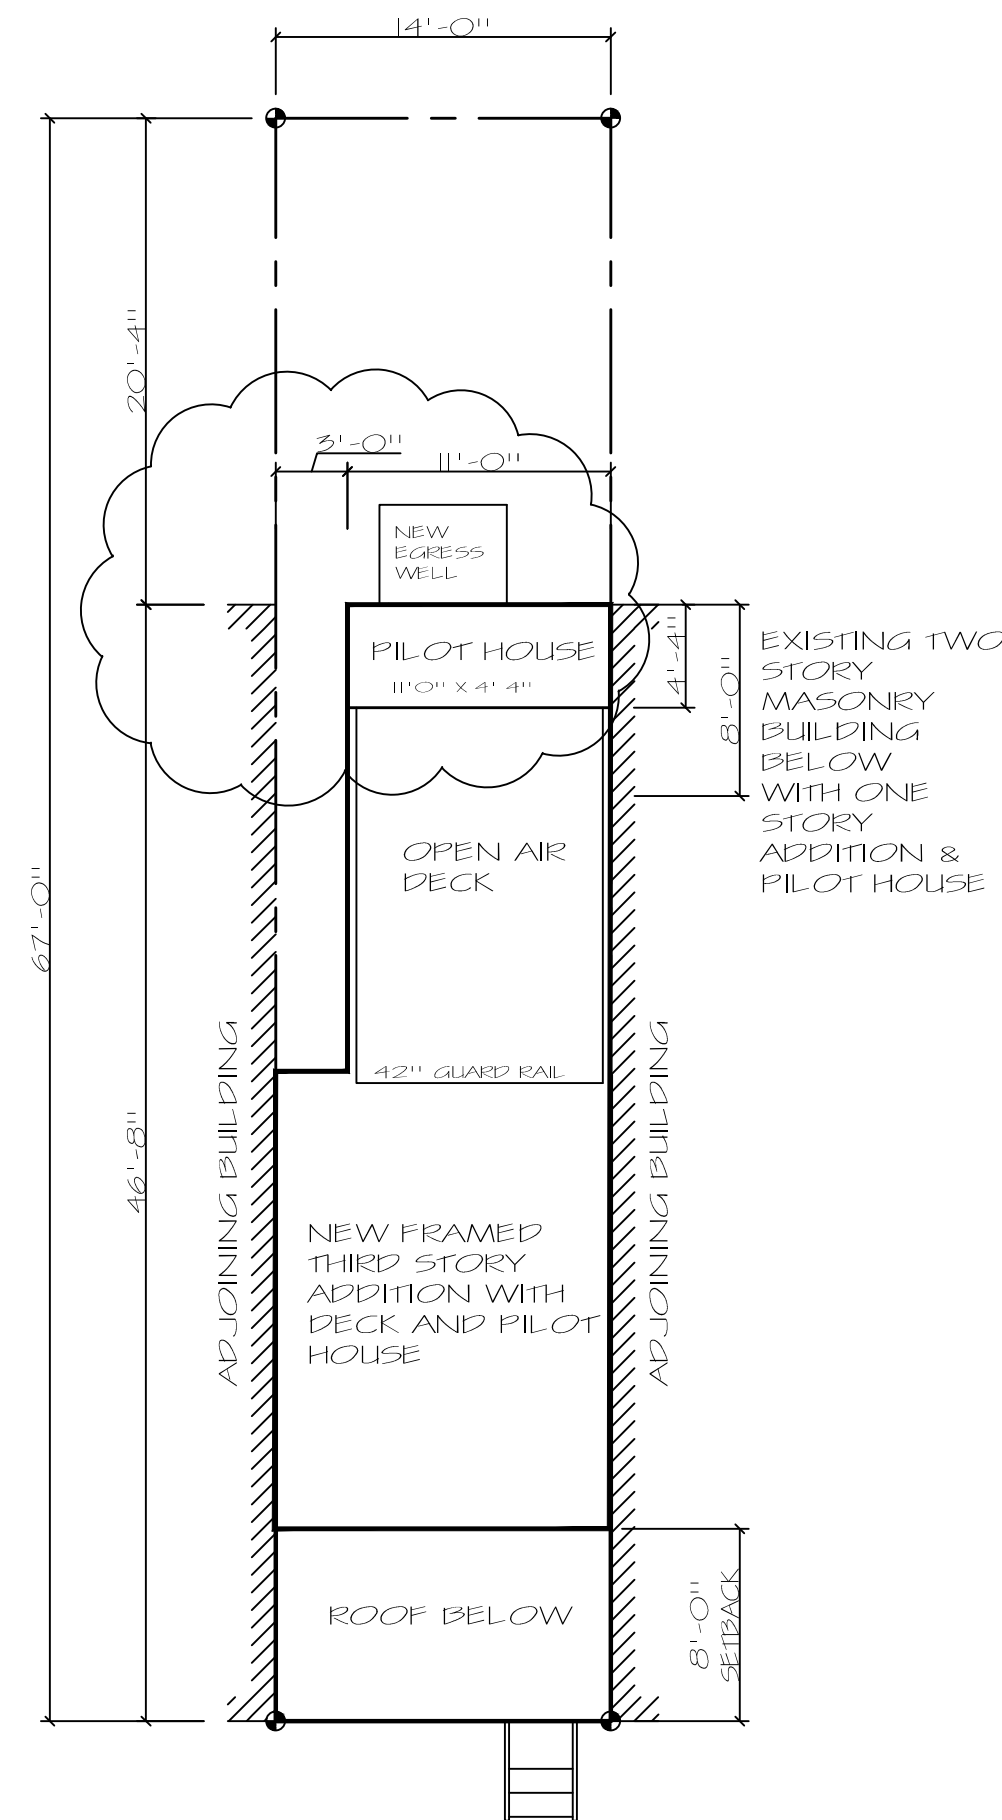 14'-0"
20'-4"
3'-0"
11'-0"
NEW
EGRESS
WELL
PILOT HOUSE
11'0" X 4' 4"
4'-4"
8'-0"
EXISTING TWO
STORY
MASONRY
BUILDING
BELOW
WITH ONE
STORY
ADDITION &
PILOT HOUSE
OPEN AIR
DECK
67'-0"
42" GUARD RAIL
ADJOINING BUILDING
ADJOINING BUILDING
46'-8"
NEW FRAMED
THIRD STORY
ADDITION WITH
DECK AND PILOT
HOUSE
ROOF BELOW
8'-0"
SETBACK